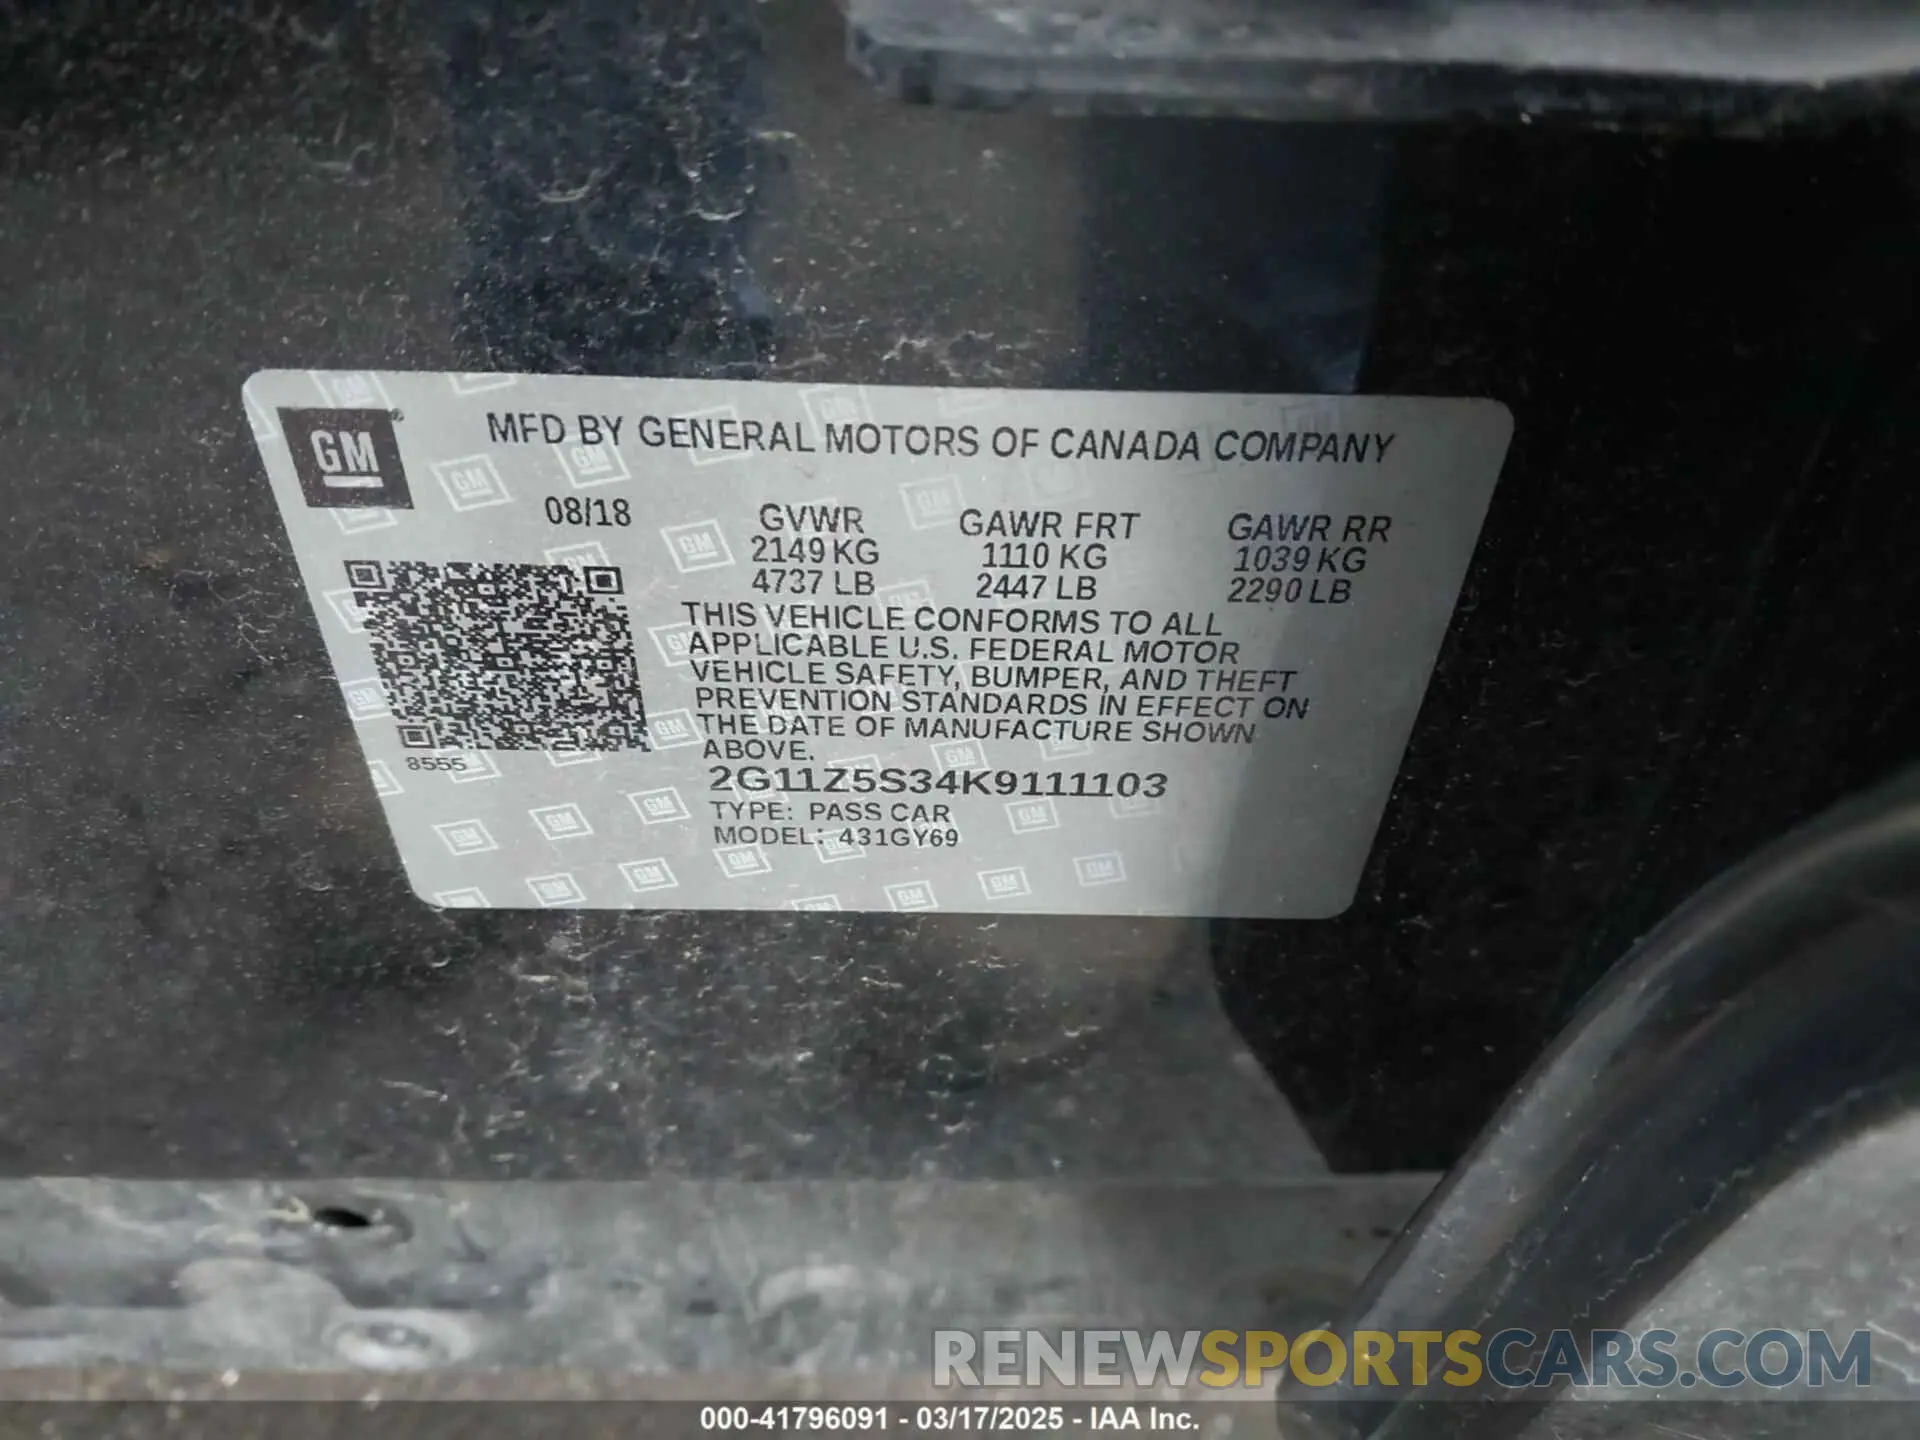 GM
MFD BY GENERAL MOTORS OF CANADA COMPANY
08/18
GVWR
2149 KG
4737 LB
GAWR FRT
1110 KG
2447 LB
GAWR RR
1039 KG
2290 LB
THIS VEHICLE CONFORMS TO ALL
APPLICABLE U.S. FEDERAL MOTOR
VEHICLE SAFETY, BUMPER, AND THEFT
PREVENTION STANDARDS IN EFFECT ON
THE DATE OF MANUFACTURE SHOWN
ABOVE.
8555
2G11Z5S34K9111103
TYPE: PASS CAR
MODEL: 431GY69
RENEWSPORTSCARS.COM
000-41796091 - 03/17/2025 - IAA Inc.